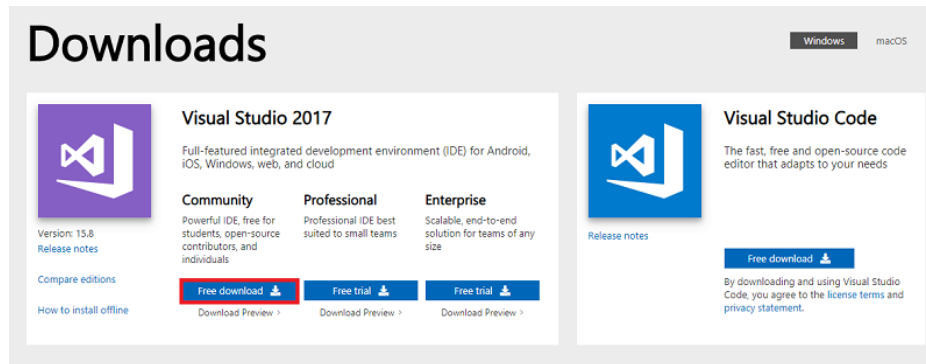 Downloads
Windows
macOS
Visual Studio 2017
Full-featured integrated development environment (IDE) for Android,
iOS, Windows, web, and cloud
Community
Powerful IDE, free for
students, open-source
contributors, and
individuals
Free download
Download Preview >
Professional
Professional IDE best
suited to small teams
Free trial
Download Preview >
Enterprise
Scalable, end-to-end
solution for teams of any
size
Free trial
Download Preview >
Version: 15.8
Release notes
Compare editions
How to install offline
Visual Studio Code
The fast, free and open-source code
editor that adapts to your needs
Release notes
Free download
By downloading and using Visual Studio
Code, you agree to the license terms and
privacy statement.